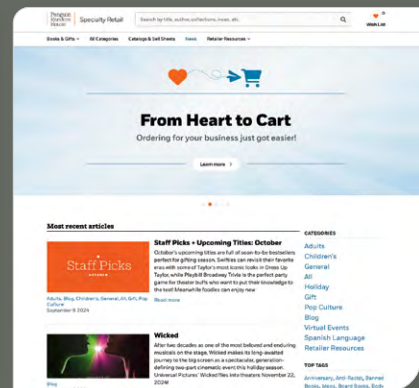 Penguin
Random
House
Specialty Retail
Search by title, author, collections, news, etc.
Wish List
Books & Gifts
All Categories
Catalogs & Sell Sheets
News
Retailer Resources
From Heart to Cart
Ordering for your business just got easier!
Learn more
Most recent articles
Staff Picks
Staff Picks + Upcoming Titles: October
October's upcoming titles are full of soon-to-be bestsellers
perfect for gifting season. Swifties can revisit their favorite
eras with some of Taylor's most iconic looks in Dress Up
Taylor, while Playbill Broadway Trivia is the perfect party
game for theater buffs who want to put their knowledge to
the test! Meanwhile foodies can enjoy new
Read more
Adults, Blog, Children's, General, All, Gift, Pop
Culture
September 9 2024
Wicked
After two decades as one of the most beloved and enduring
musicals on the stage, Wicked makes its long-awaited
journey to the big screen as a spectacular, generation-
defining two-part cinematic event this holiday season.
Universal Pictures' Wicked flies into theaters November 22,
2024!
Blog
CATEGORIES
Adults
Children's
General
All
Holiday
Gift
Pop Culture
Blog
Virtual Events
Spanish Language
Retailer Resources
TOP TAGS
Anniversary, Anti-Racist, Banned
Books, Bees, Board Books, Body